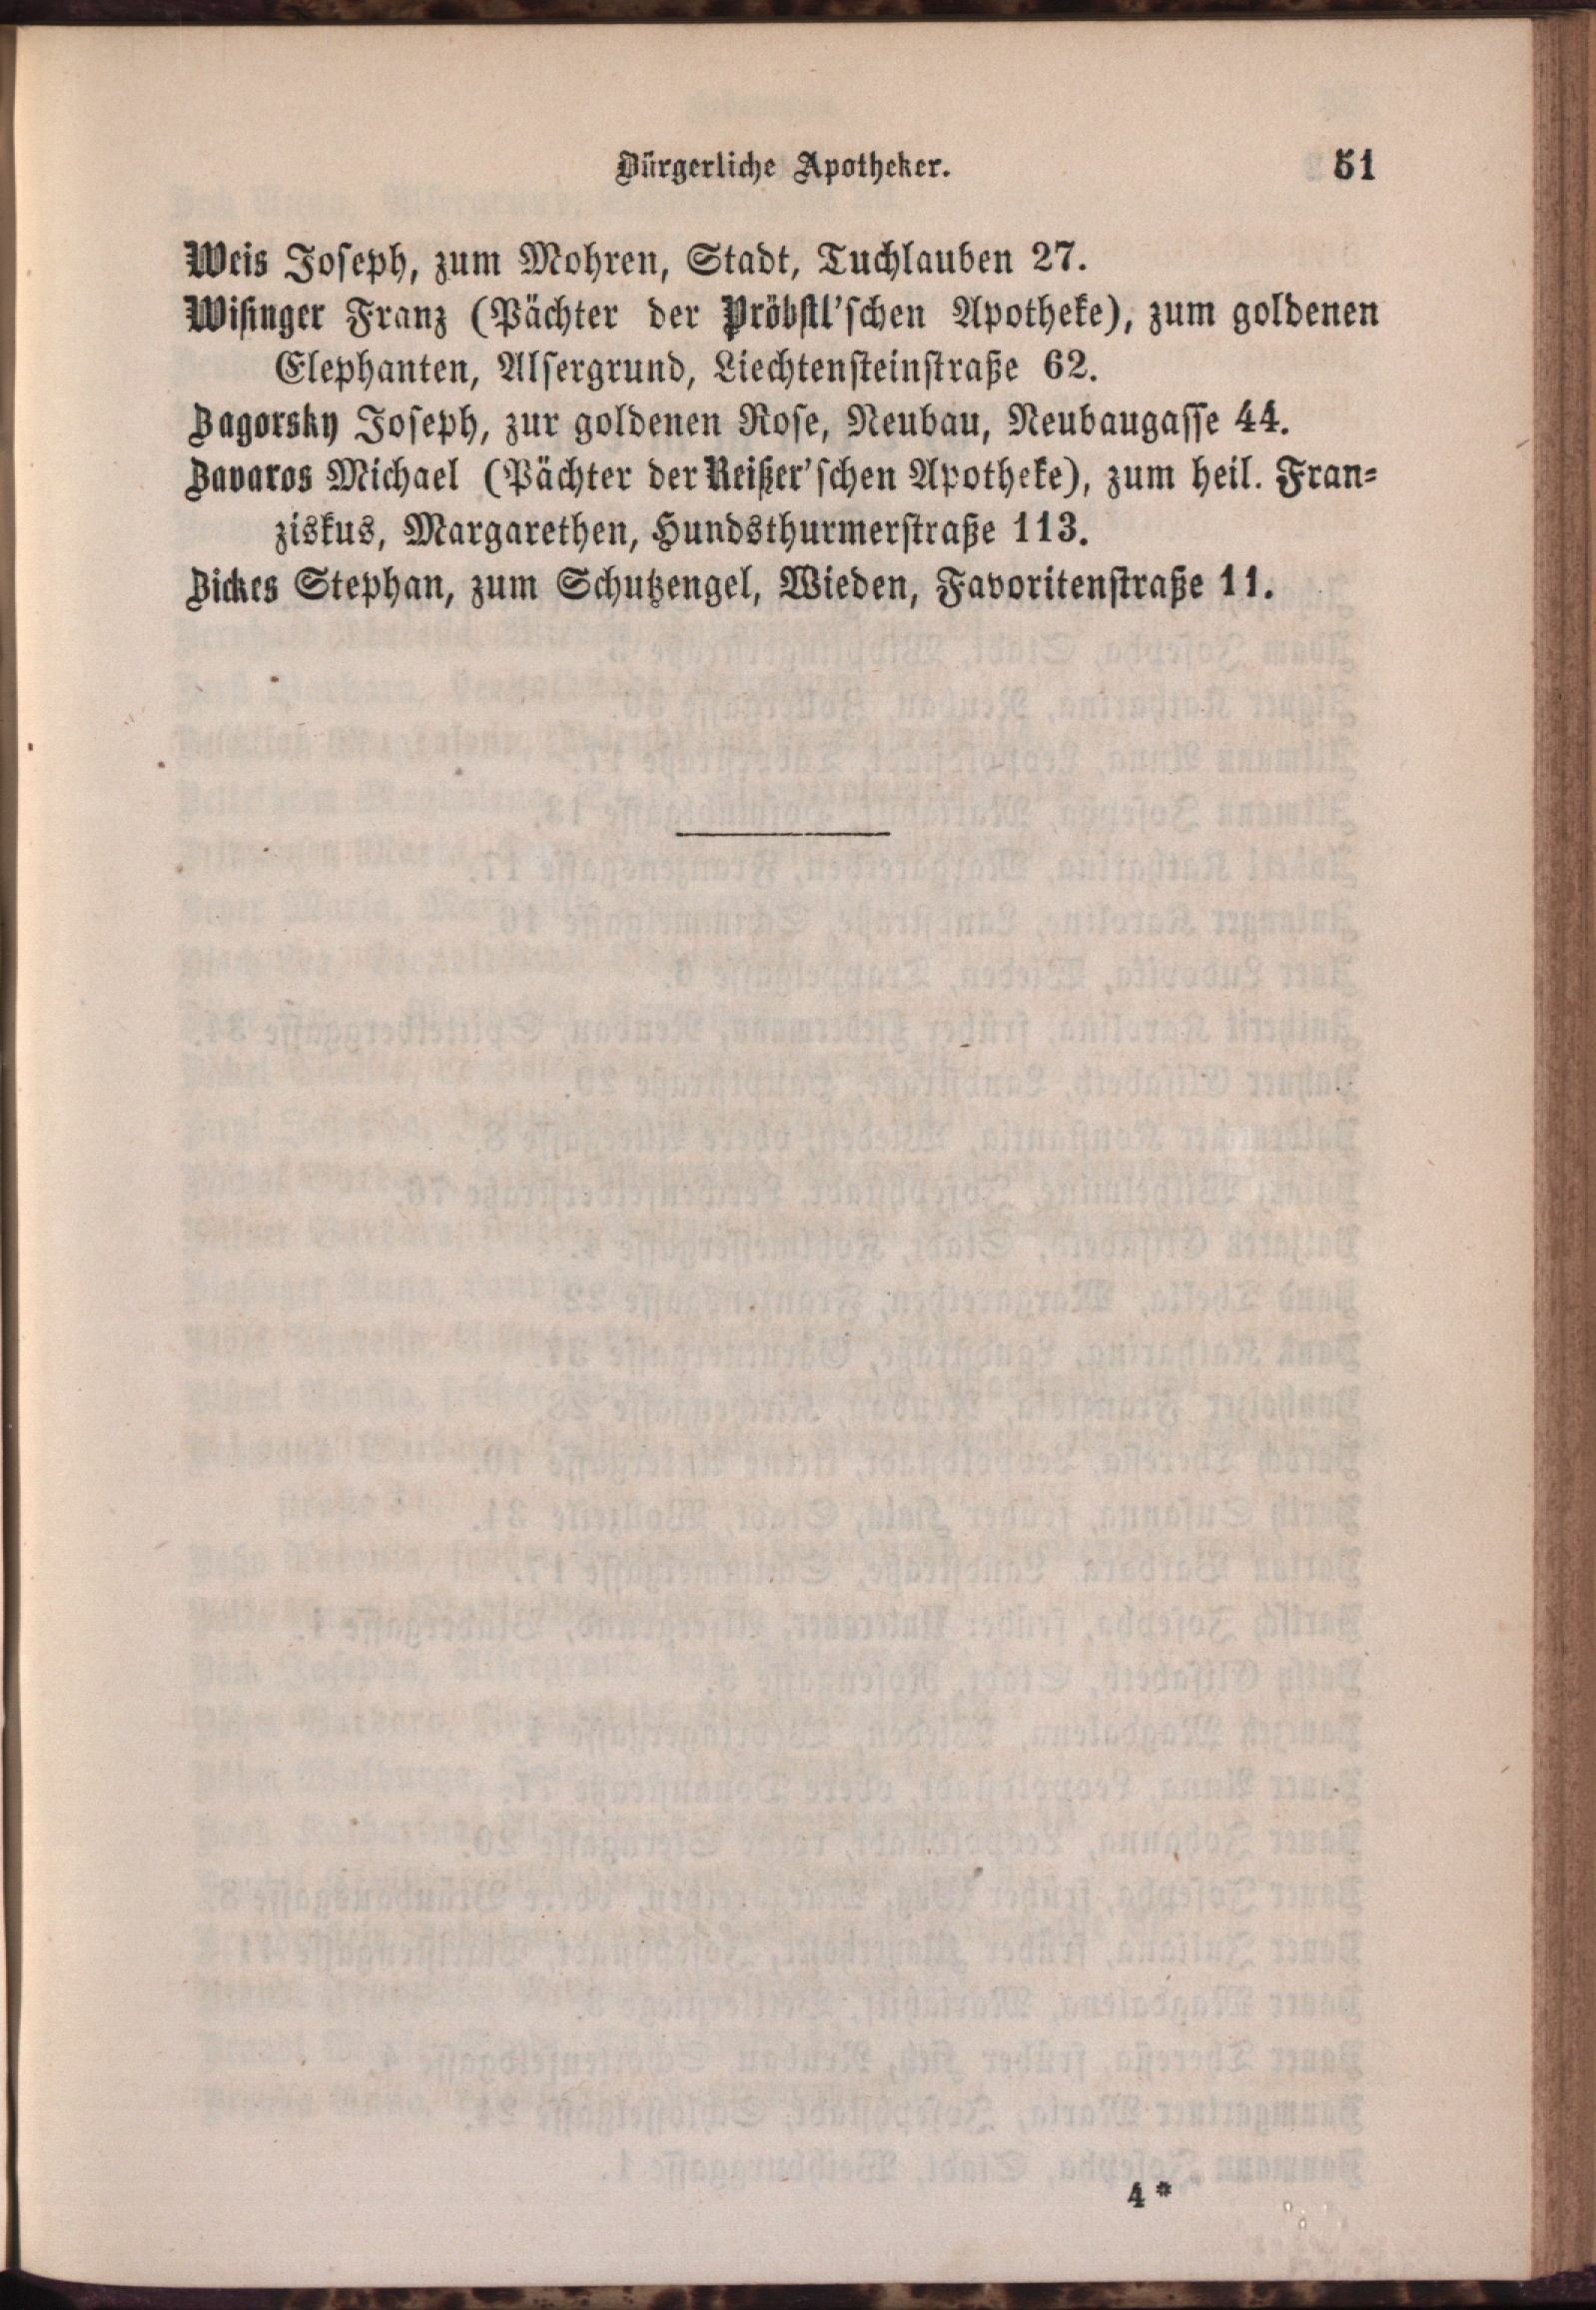 Bürgerliche Apotheker. 51
Weis Joseph, zum Mohren, Stadt, Tuchlauben 27.
Wisinger Franz (Pächter der Pröbstl'schen Apotheke), zum goldenen
Elephanten, Alsergrund, Liechtensteinstraße 62.
Zagorsky Joseph, zur goldenen Rose, Neubau, Neubaugasse 44.
Zavaros Michael (Pächter der Reißer'schen Apotheke), zum heil. Fran-
ziskus, Margarethen, Hundsthurmerstraße 113.
Zickes Stephan, zum Schutzengel, Wieden, Favoritenstraße 11.
4*